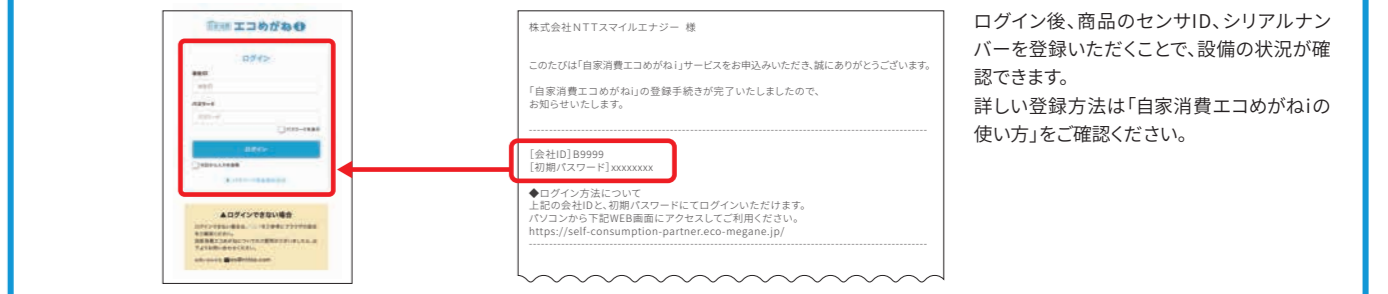 自家消費 エコめがねi
ログイン
パスワード
ログイン
▲ログインできない場合
株式会社NTTスマイルエナジー 様
このたびは「自家消費エコめがねi」サービスをお申込みいただき、誠にありがとうございます。
「自家消費エコめがねi」の登録手続きが完了いたしましたので、
お知らせいたします。
[会社ID]B9999
[初期パスワード]xxxxxxxx
◆ログイン方法について
上記の会社IDと、初期パスワードにてログインいただけます。
パソコンから下記WEB画面にアクセスしてご利用ください。
https://self-consumption-partner.eco-megane.jp/
ログイン後、商品のセンサID、シリアルナン
バーを登録いただくことで、設備の状況が確
認できます。
詳しい登録方法は「自家消費エコめがねiの
使い方」をご確認ください。